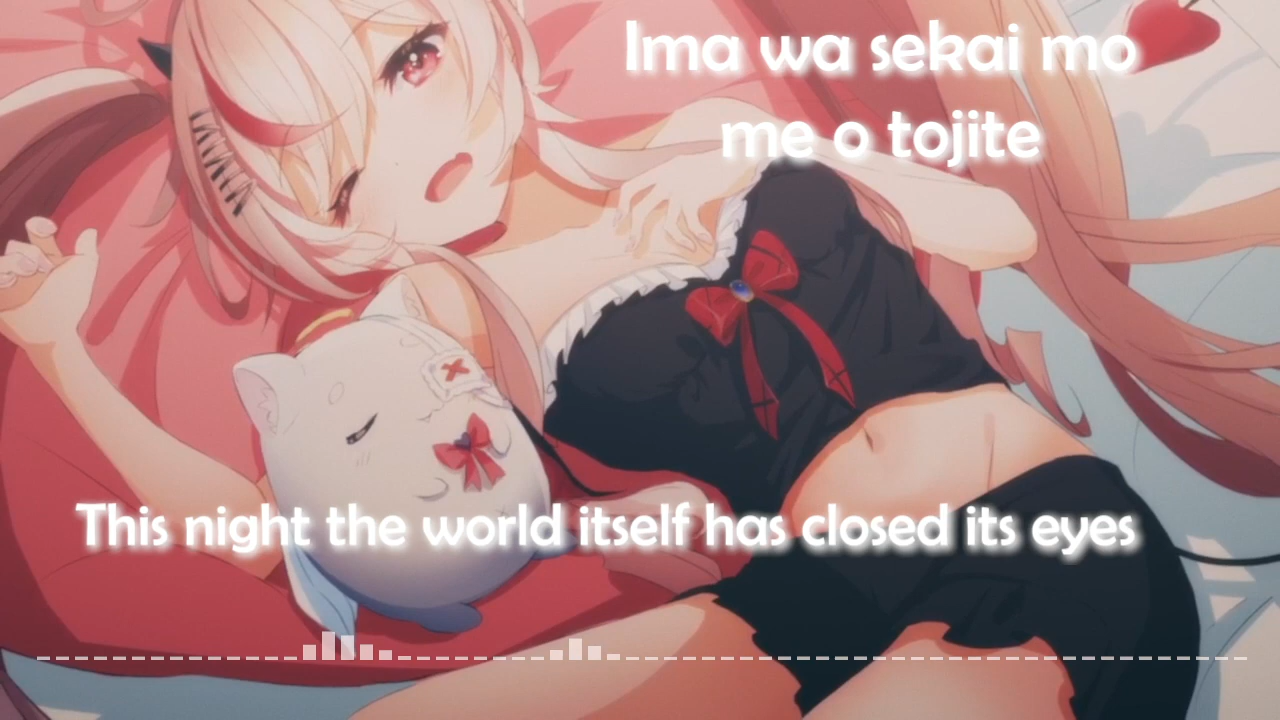 Ima wa sekai mo
me o tojite
This night the world itself has closed its eyes